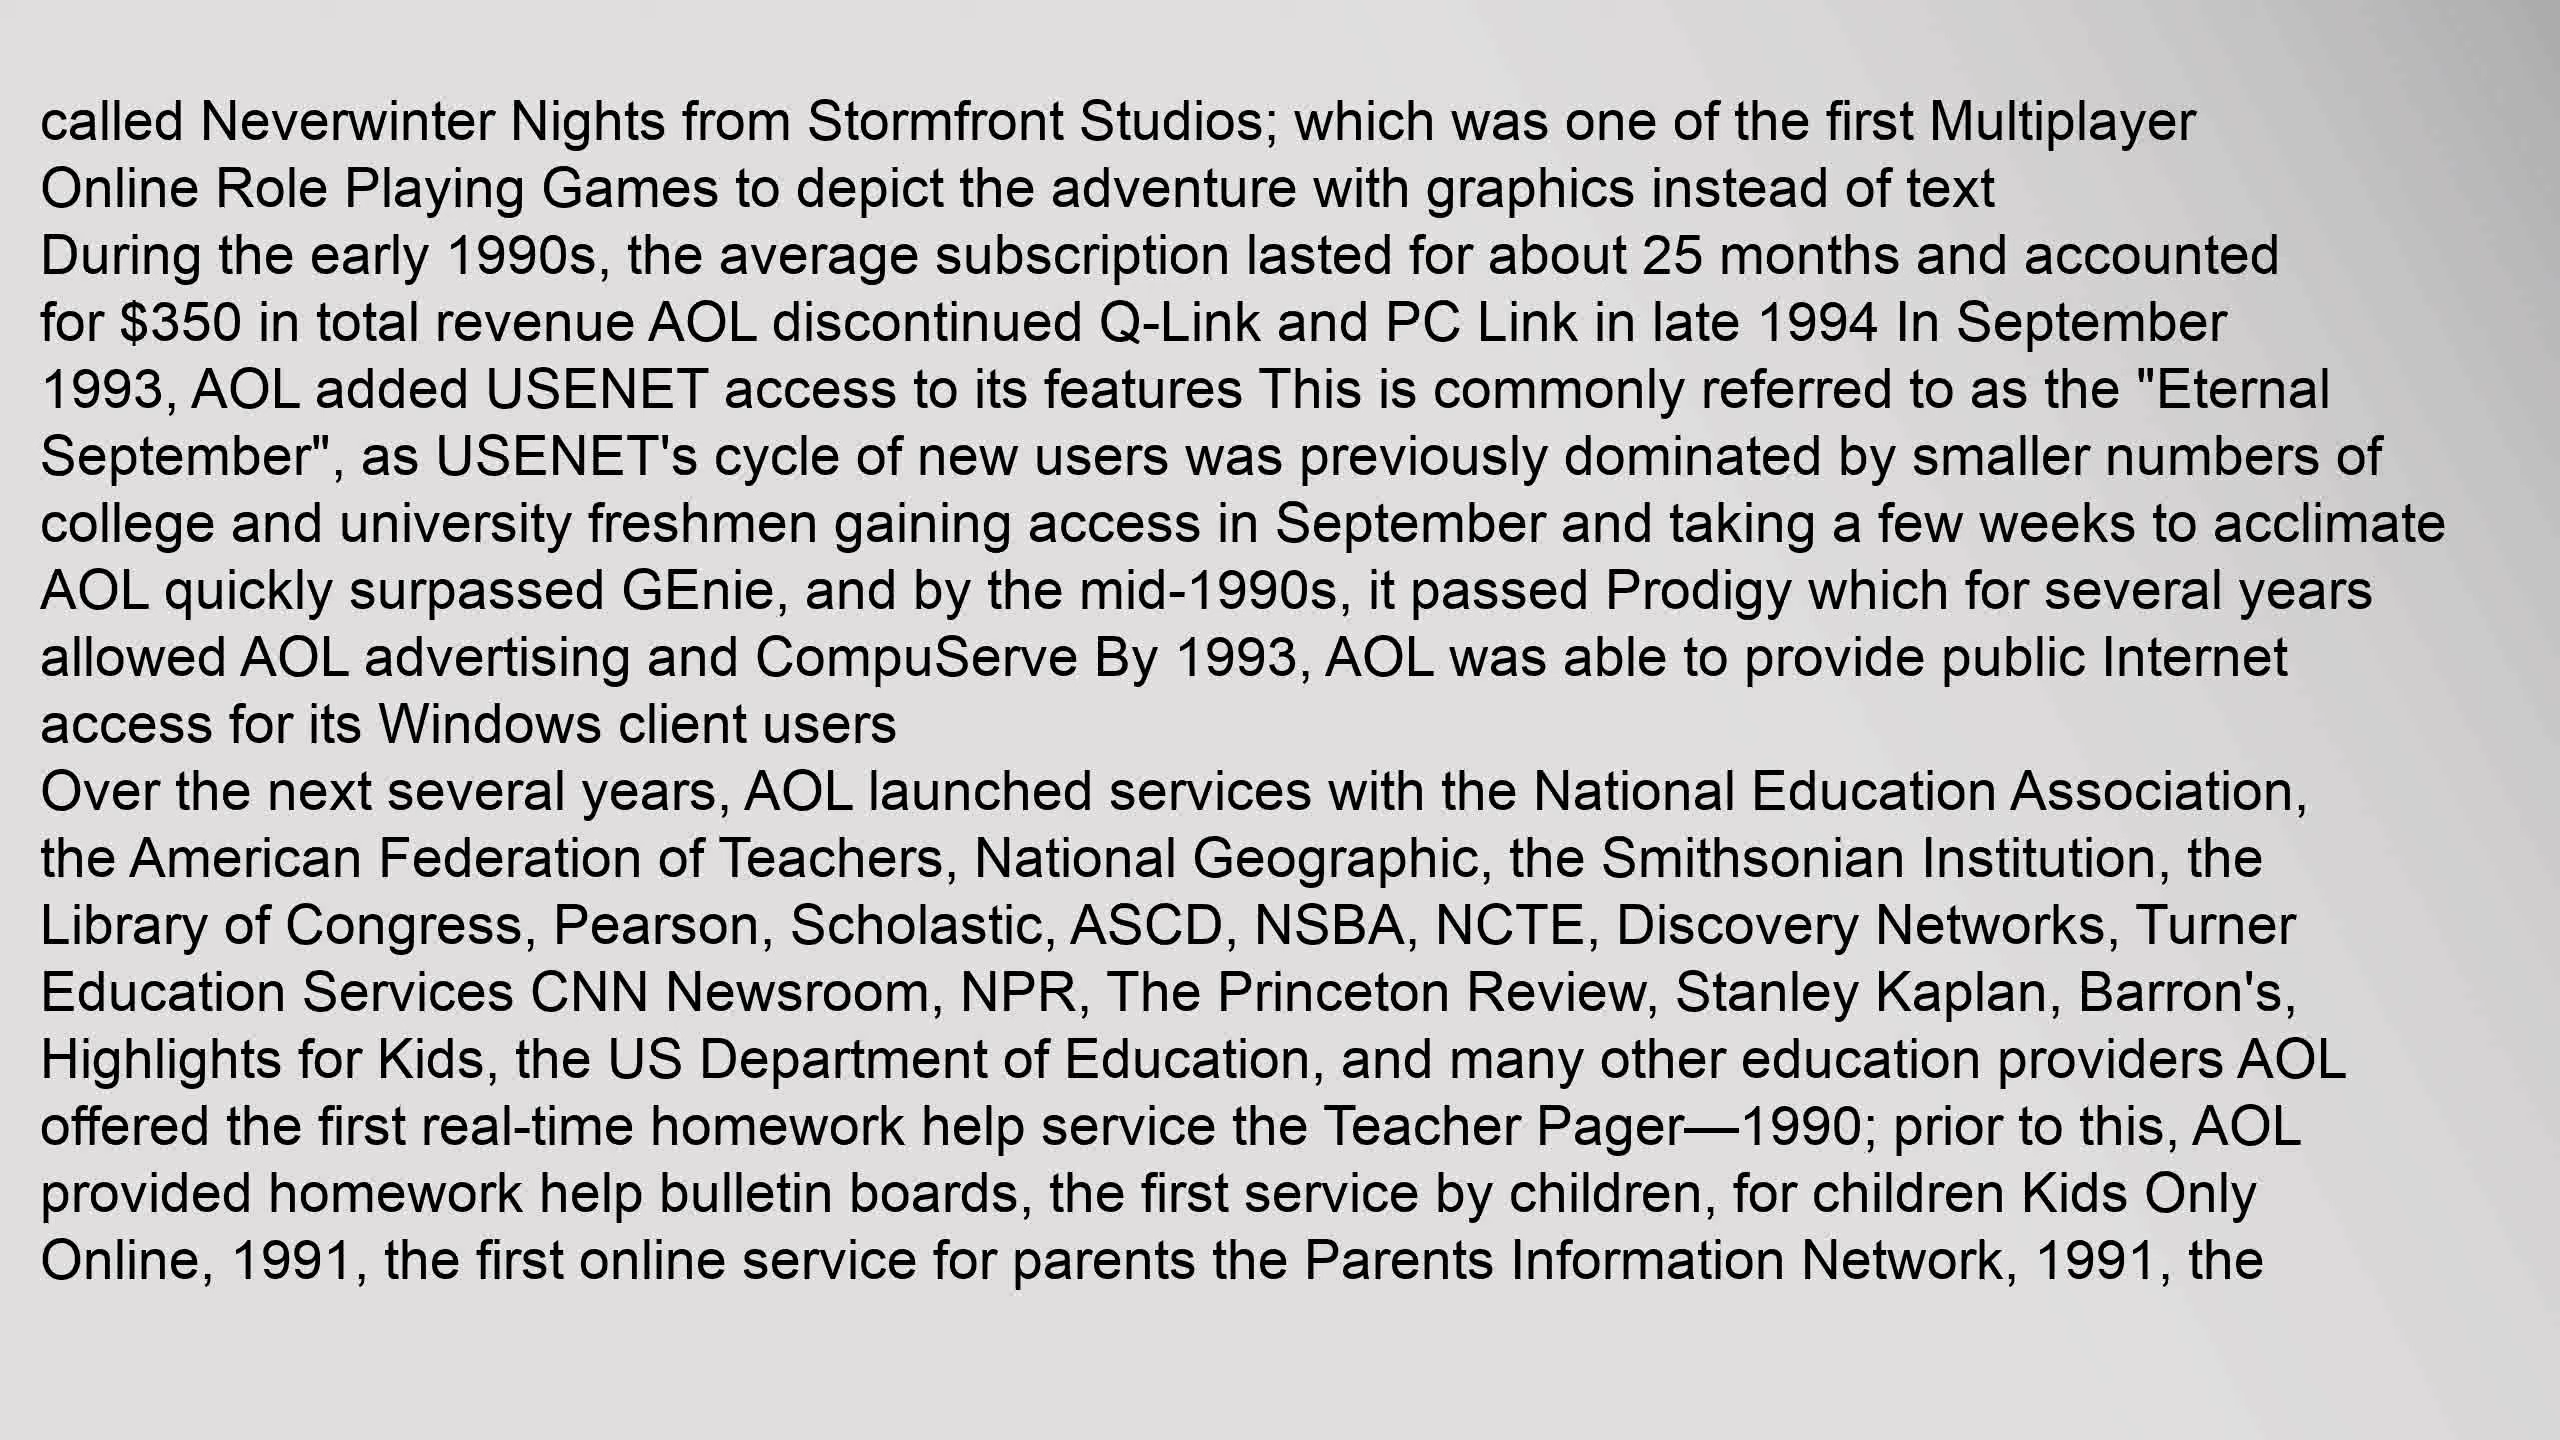 called Neverwinter Nights from Stormfront Studios; which was one of the first Multiplayer
Online Role Playing Games to depict the adventure with graphics instead of text
During the early 1990s, the average subscription lasted for about 25 months and accounted
for $350 in total revenue AOL discontinued Q-Link and PC Link in late 1994 In September
1993, AOL added USENET access to its features This is commonly referred to as the "Eternal
September", as USENET's cycle of new users was previously dominated by smaller numbers of
college and university freshmen gaining access in September and taking a few weeks to acclimate
AOL quickly surpassed GEnie, and by the mid-1990s, it passed Prodigy which for several years
allowed AOL advertising and CompuServe By 1993, AOL was able to provide public Internet
access for its Windows client users
Over the next several years, AOL launched services with the National Education Association,
the American Federation of Teachers, National Geographic, the Smithsonian Institution, the
Library of Congress, Pearson, Scholastic, ASCD, NSBA, NCTE, Discovery Networks, Turner
Education Services CNN Newsroom, NPR, The Princeton Review, Stanley Kaplan, Barron's,
Highlights for Kids, the US Department of Education, and many other education providers AOL
offered the first real-time homework help service the Teacher Pager—1990; prior to this, AOL
provided homework help bulletin boards, the first service by children, for children Kids Only
Online, 1991, the first online service for parents the Parents Information Network, 1991, the